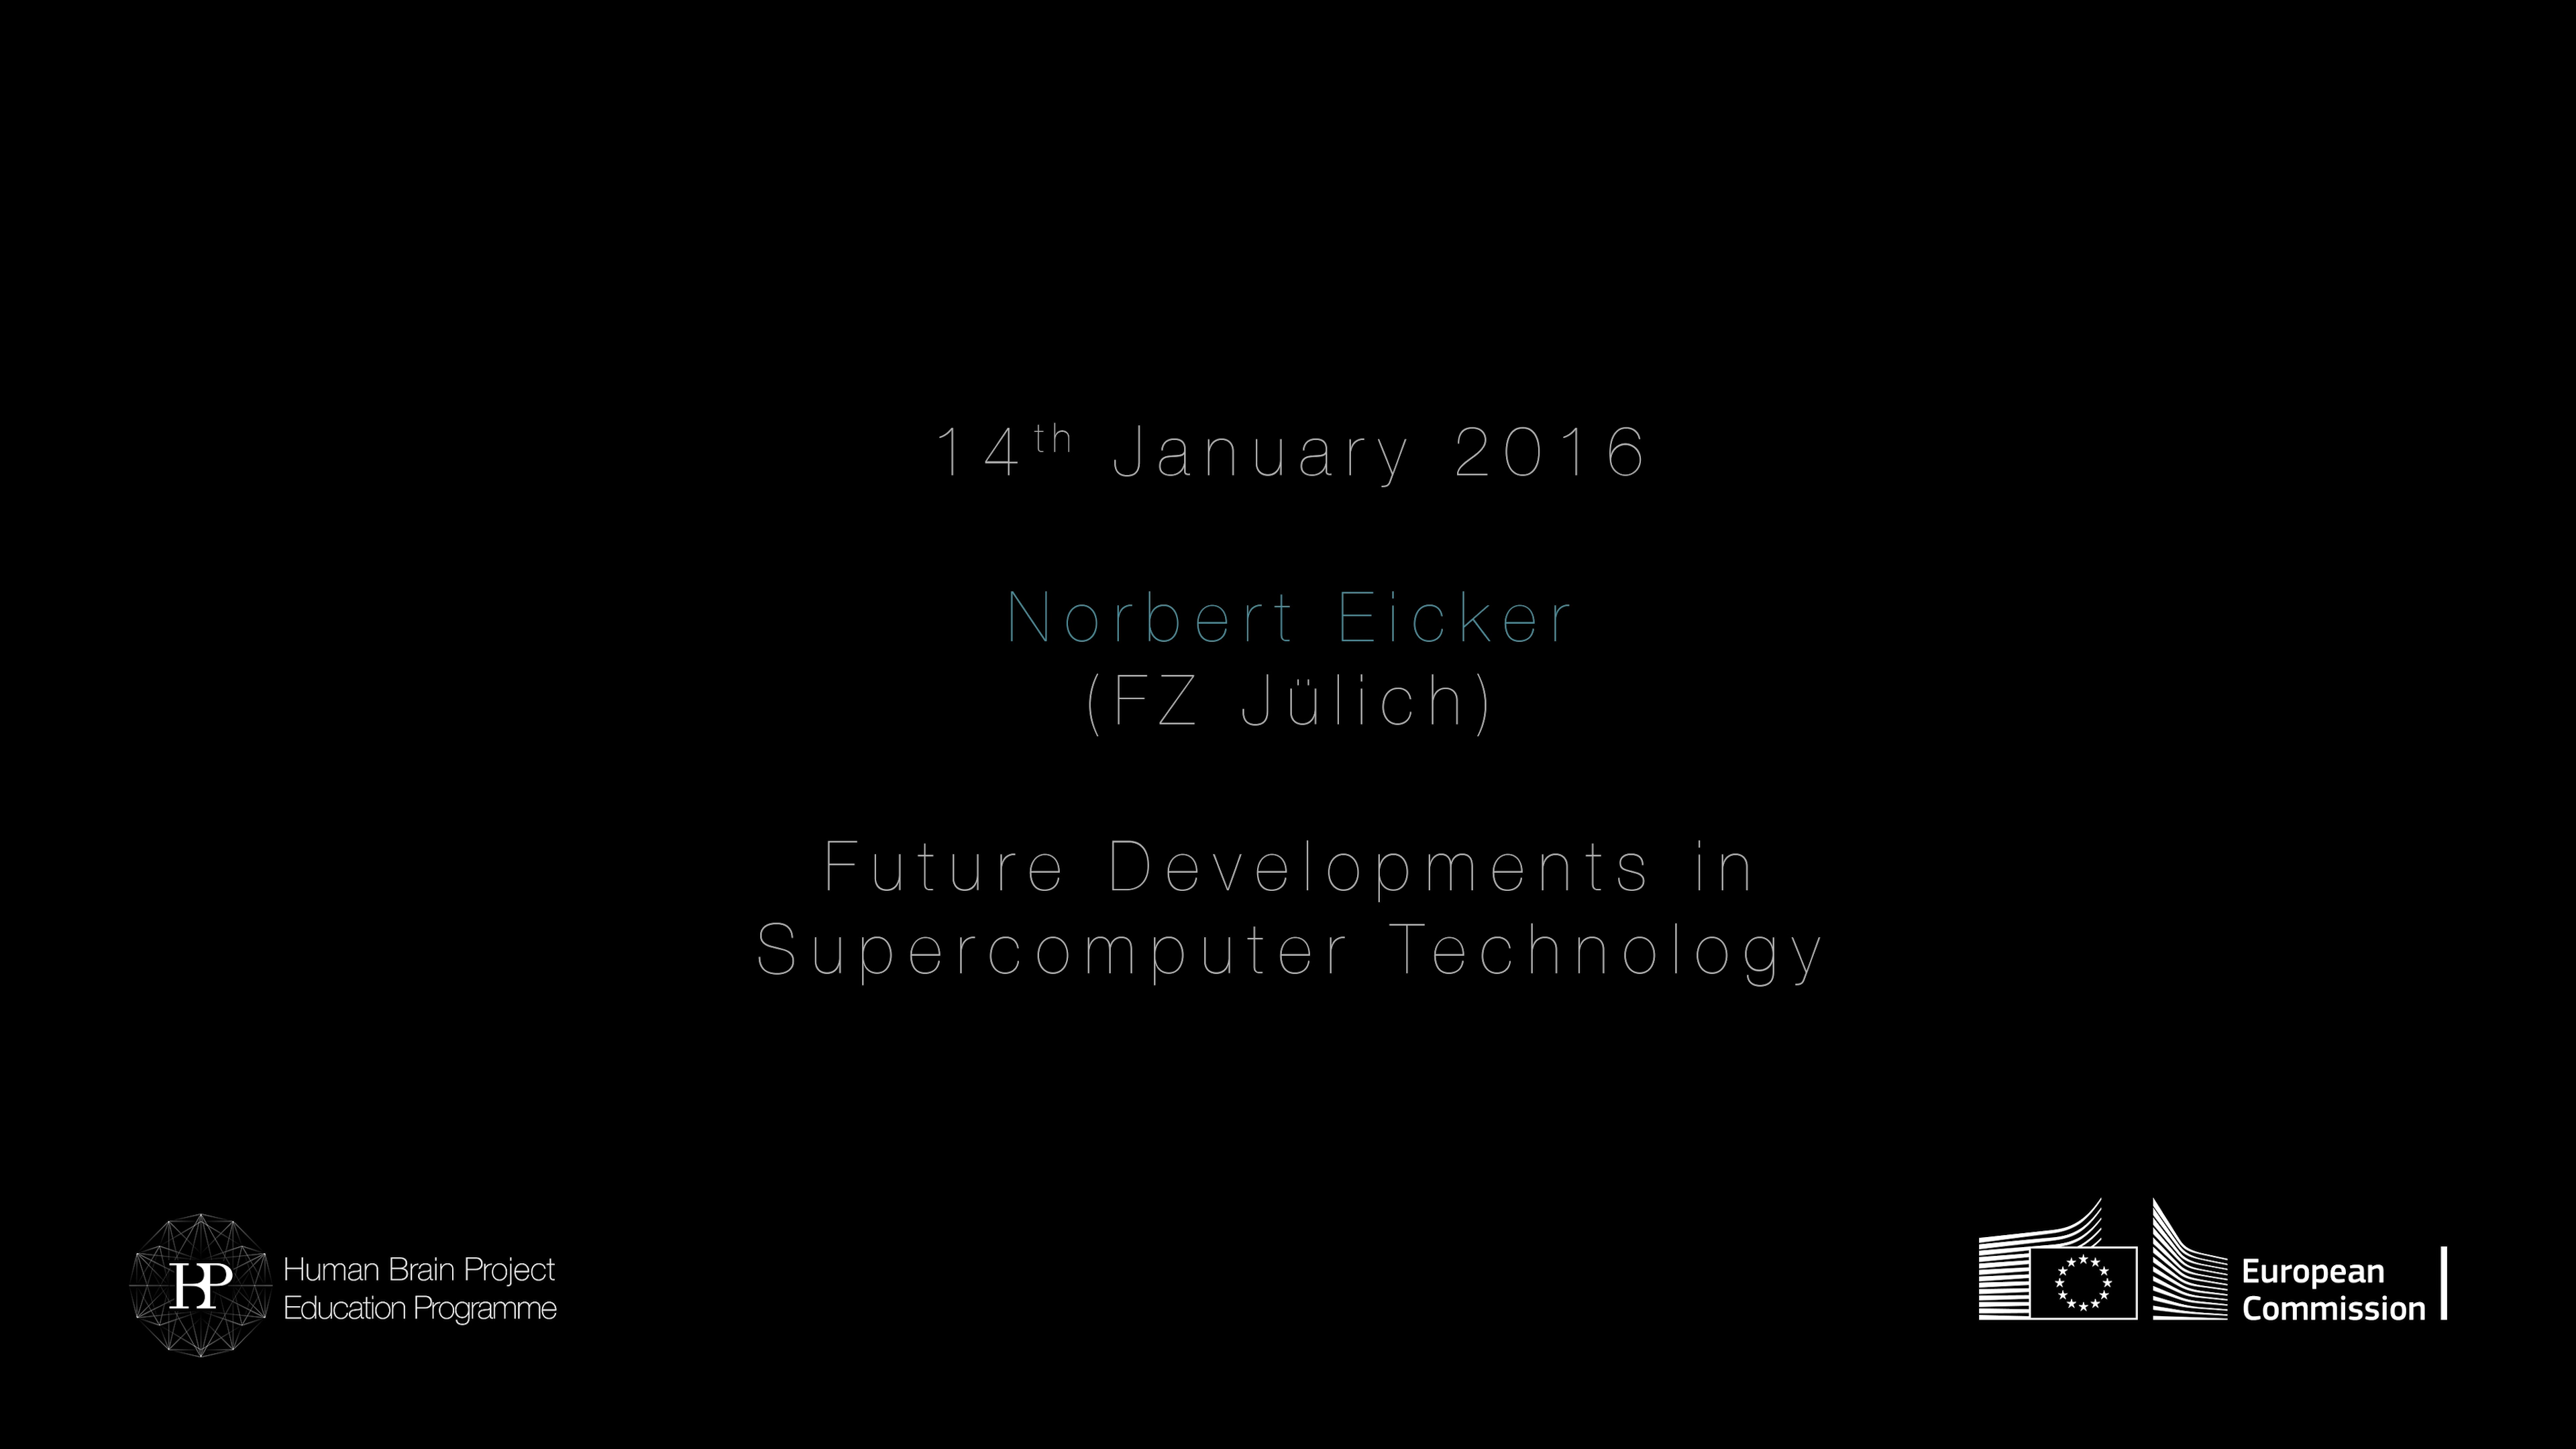 14th January 2016
Norbert Eicker
(FZ Jülich)
Future Developments in
Supercomputer Technology
HBP
Human Brain Project
Education Programme
European
Commission